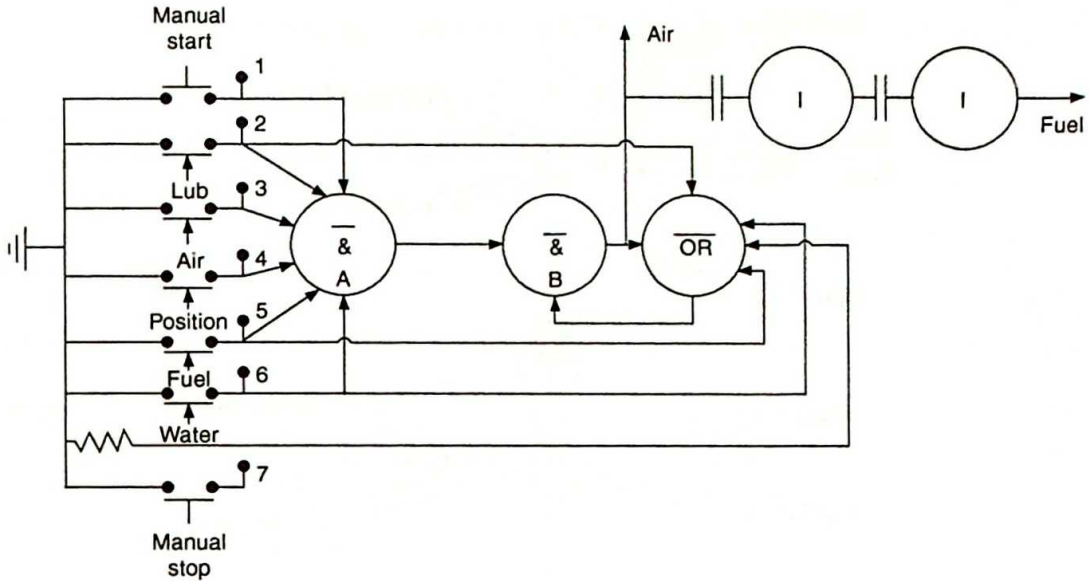 Manual
start
1
Air
I
I
Fuel
2
Lub
3
&
A
&
B
OR
Air
4
Position
5
Fuel
6
Water
7
Manual
stop